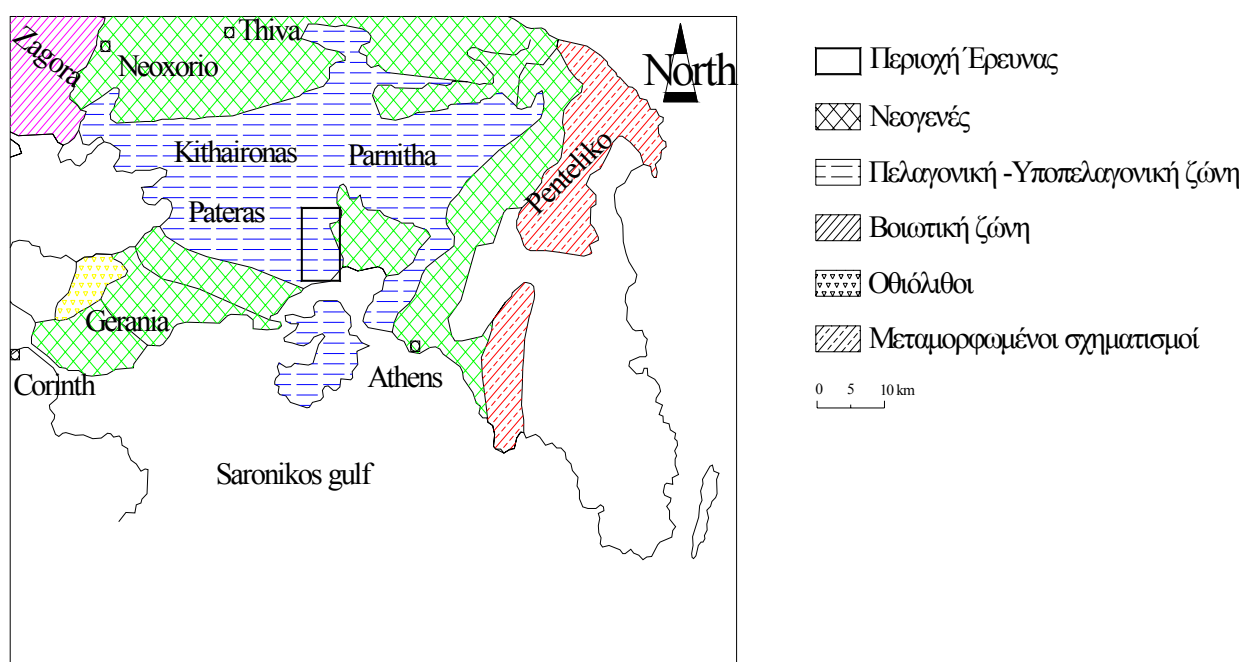 Thiva
Zagora
Neoxorio
North
Kithaironas
Parnitha
Penteliko
Pateras
Gerania
Corinth
Athens
Saronikos gulf
Περιοχή Έρευνας
Νεογενές
Πελαγονική -Υποπελαγονική ζώνη
Βοιωτική ζώνη
Οθιόλιθοι
Μεταμορφωμένοι σχηματισμοί
0 5 10 km